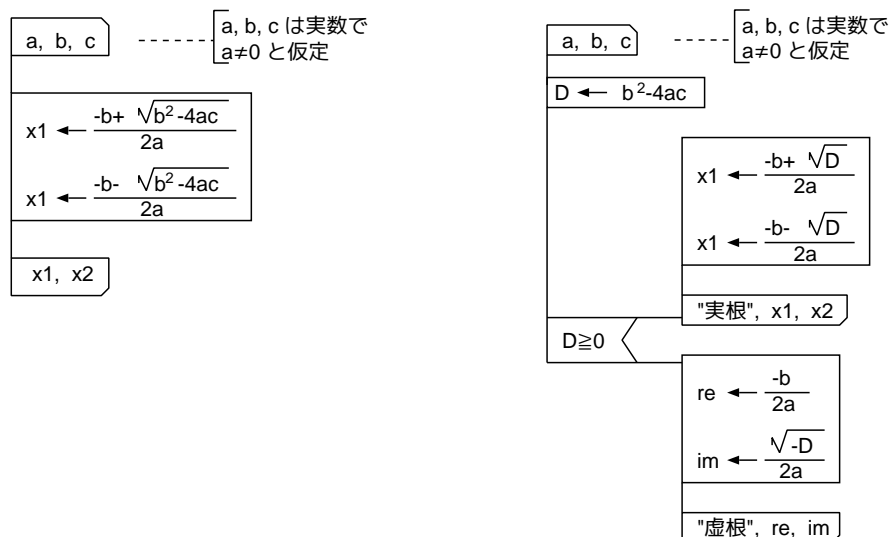 a, b, c
a, b, c は実数で
a≠0 と仮定
x1 ← -b+ √b²-4ac / 2a
x1 ← -b- √b²-4ac / 2a
x1, x2
a, b, c
a, b, c は実数で
a≠0 と仮定
D ← b²-4ac
x1 ← -b+ √D / 2a
x1 ← -b- √D / 2a
"実根", x1, x2
D≧0
re ← -b / 2a
im ← √-D / 2a
"虚根", re, im